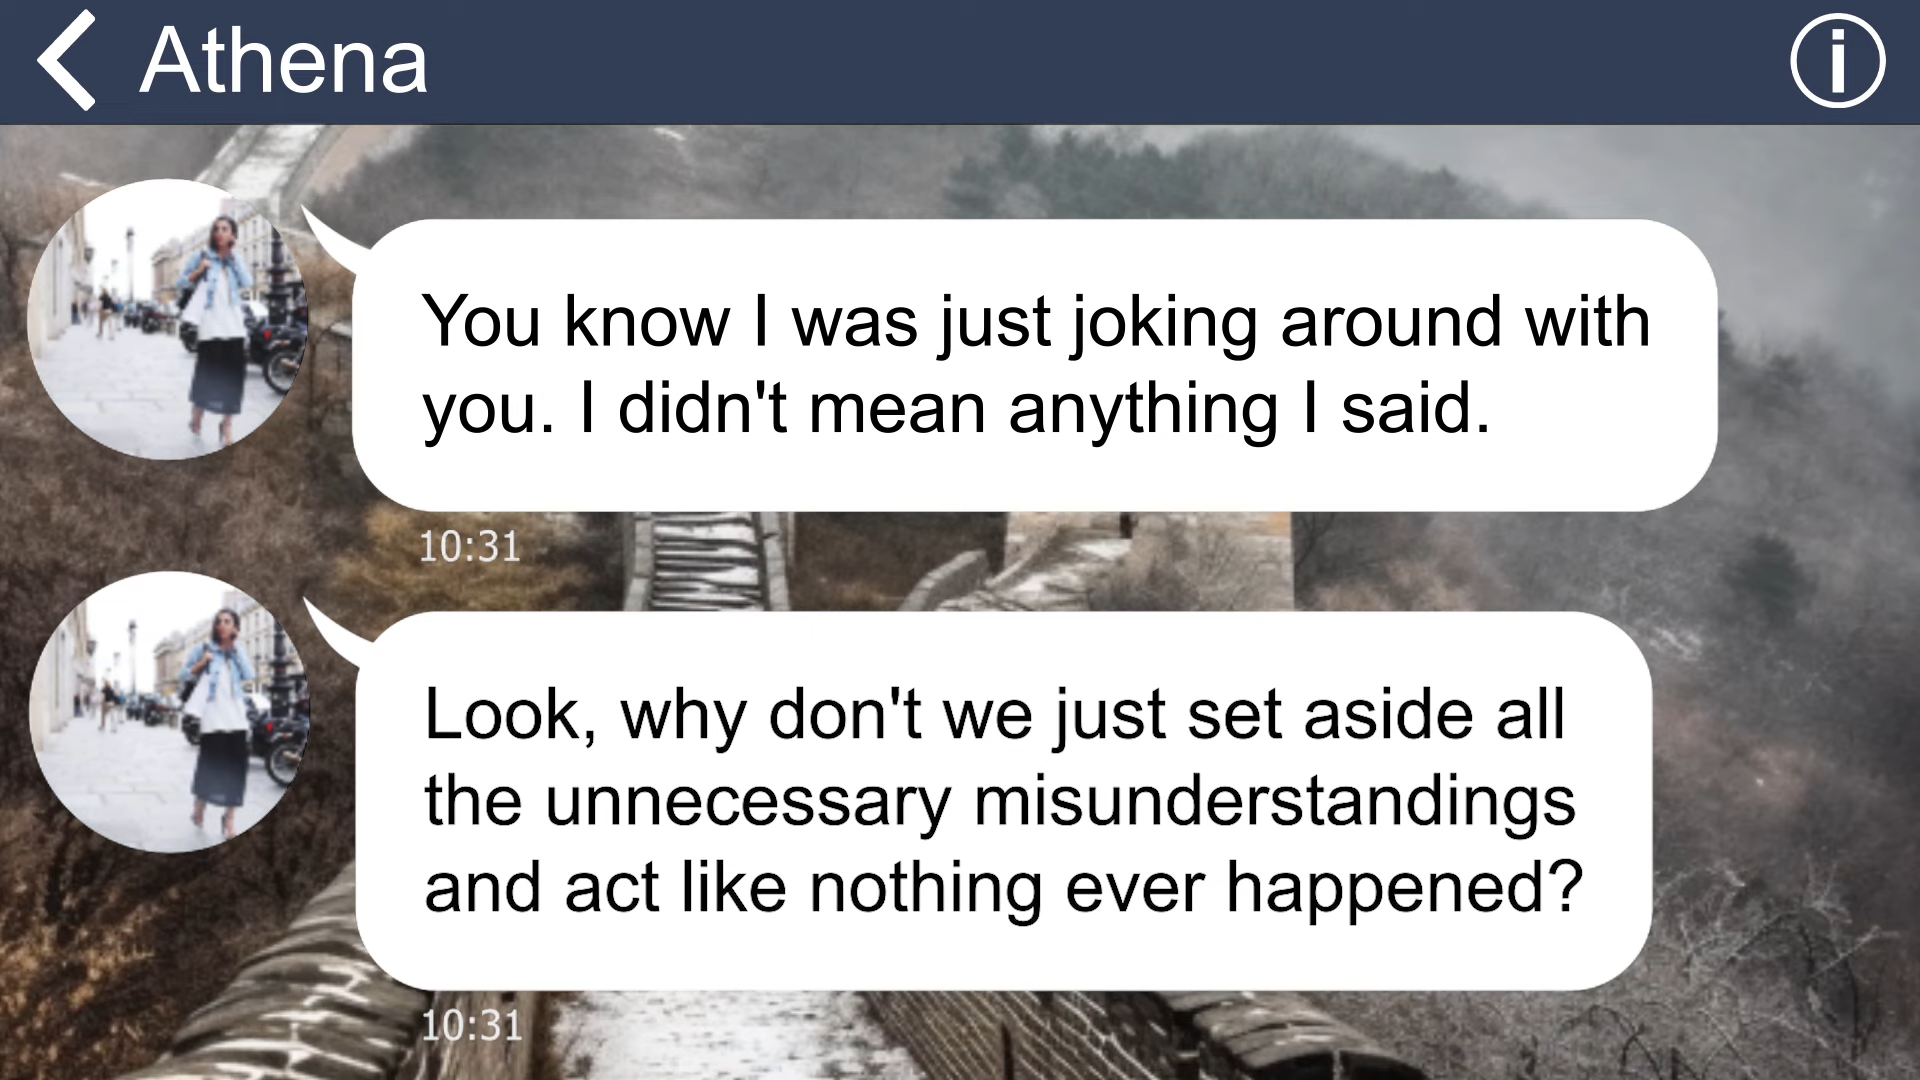 Athena
You know I was just joking around with
you. I didn't mean anything I said.
10:31
Look, why don't we just set aside all
the unnecessary misunderstandings
and act like nothing ever happened?
10:31